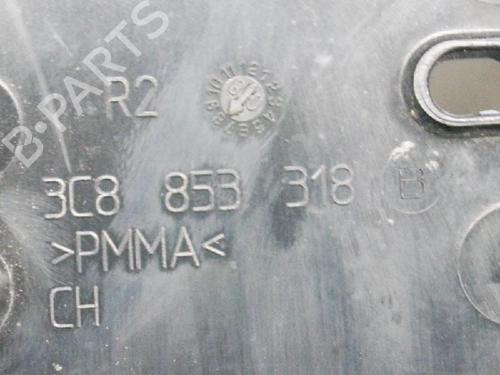 B-PARTS
R2
3C8 853 318 B
>PMMA<
CH